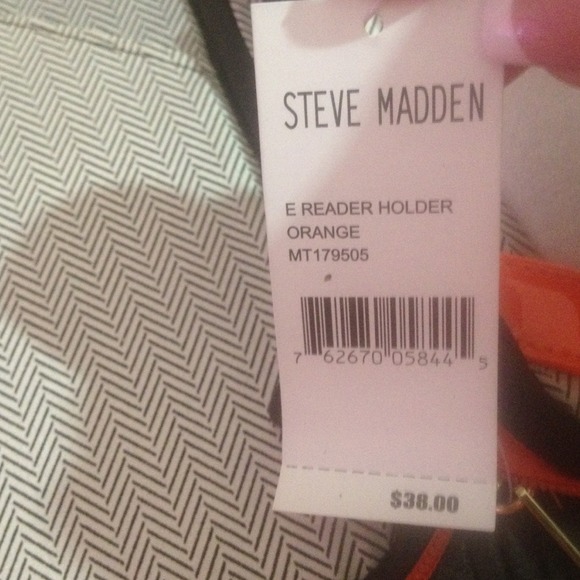 STEVE MADDEN
E READER HOLDER
ORANGE
MT179505
7 62670 05844 5
$38.00